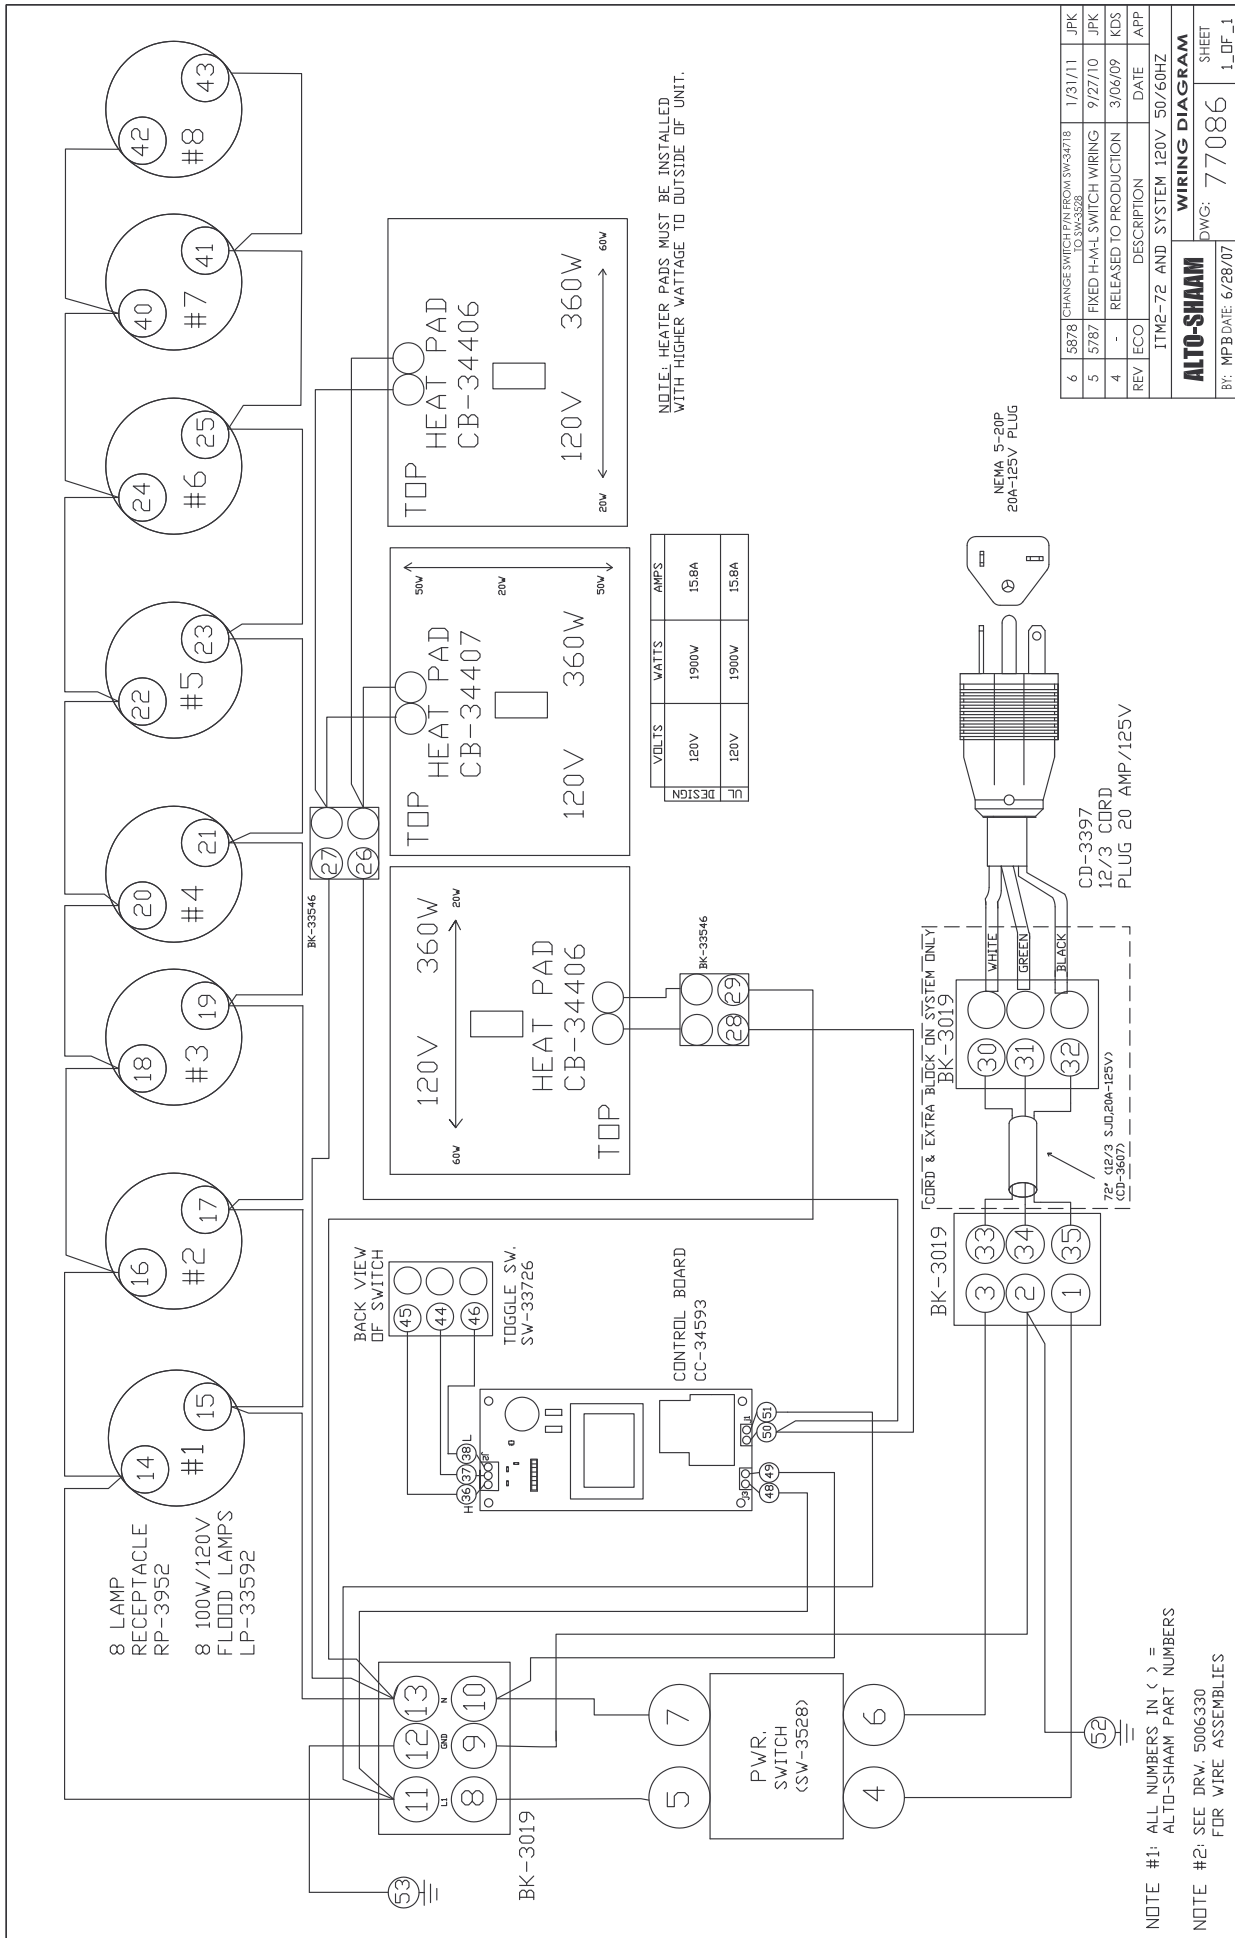 8 LAMP
RECEPTACLE
RP-3952
8 100W/120V
FLOOD LAMPS
LP-33592
14
15
#1
16
17
#2
18
19
#3
20
21
#4
22
23
#5
24
25
#6
40
41
#7
42
43
#8
BACK VIEW
OF SWITCH
45
44
46
TOGGLE SW.
SW-33726
H
36
37
38
L
J2
CONTROL BOARD
CC-34593
J3
J1
48
49
50
51
120V 360W
60W
20W
HEAT PAD
CB-34406
TOP
BK-33546
28
29
BK-33546
27
26
TOP
HEAT PAD
CB-34407
120V 360W
50W
20W
50W
TOP
HEAT PAD
CB-34406
120V 360W
20W
60W
NOTE: HEATER PADS MUST BE INSTALLED
WITH HIGHER WATTAGE TO OUTSIDE OF UNIT.
VOLTS WATTS AMPS
DESIGN 120V 1900W 15.8A
UL 120V 1900W 15.8A
53
11
12
13
L1
GND
N
8
9
10
BK-3019
5
7
PWR.
SWITCH
(SW-3528)
4
6
52
BK-3019
3
33
2
34
1
35
CORD & EXTRA BLOCK ON SYSTEM ONLY
BK-3019
30
31
32
WHITE
GREEN
BLACK
72" (12/3 SJO,20A-125V)
(CD-3607)
CD-3397
12/3 CORD
PLUG 20 AMP/125V
NEMA 5-20P
20A-125V PLUG
NOTE #1: ALL NUMBERS IN ( ) =
ALTO-SHAAM PART NUMBERS
NOTE #2: SEE DRW. 5006330
FOR WIRE ASSEMBLIES
6 5878 CHANGE SWITCH P/N FROM SW-34718
TO SW-3528 1/31/11 JPK
5 5787 FIXED H-M-L SWITCH WIRING 9/27/10 JPK
4 - RELEASED TO PRODUCTION 3/06/09 KDS
REV ECO DESCRIPTION DATE APP
ITM2-72 AND SYSTEM 120V 50/60HZ
ALTO-SHAAM
WIRING DIAGRAM
BY: MPB DATE: 6/28/07
DWG: 77086
SHEET
1 OF 1